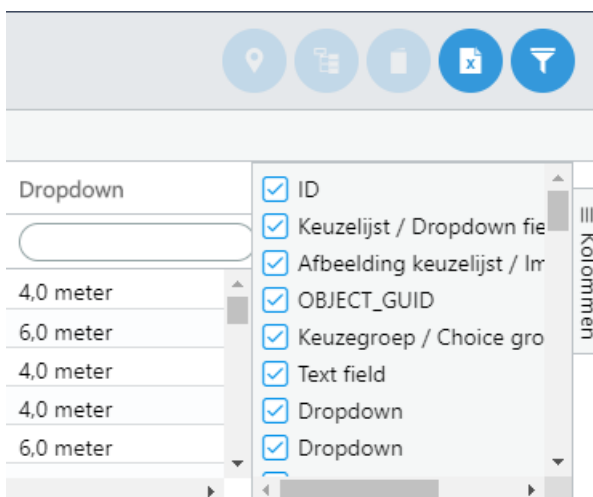 x
Dropdown
4,0 meter
6,0 meter
4,0 meter
4,0 meter
6,0 meter
ID
Keuzelijst / Dropdown fie
Afbeelding keuzelijst / Im
OBJECT_GUID
Keuzegroep / Choice gro
Text field
Dropdown
Dropdown
Kolommen